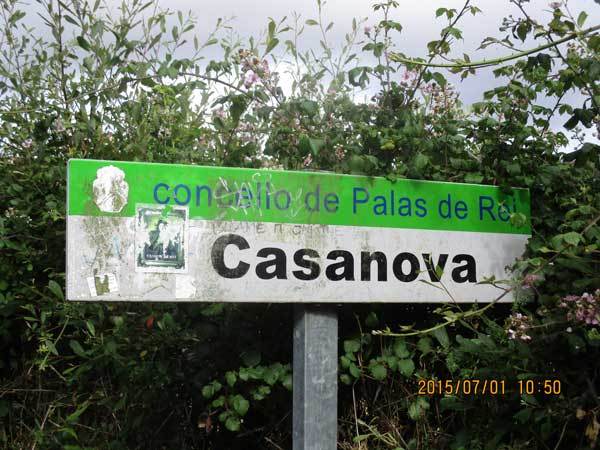 concello de Palas de Rei
Casanova
2015/07/01 10:50